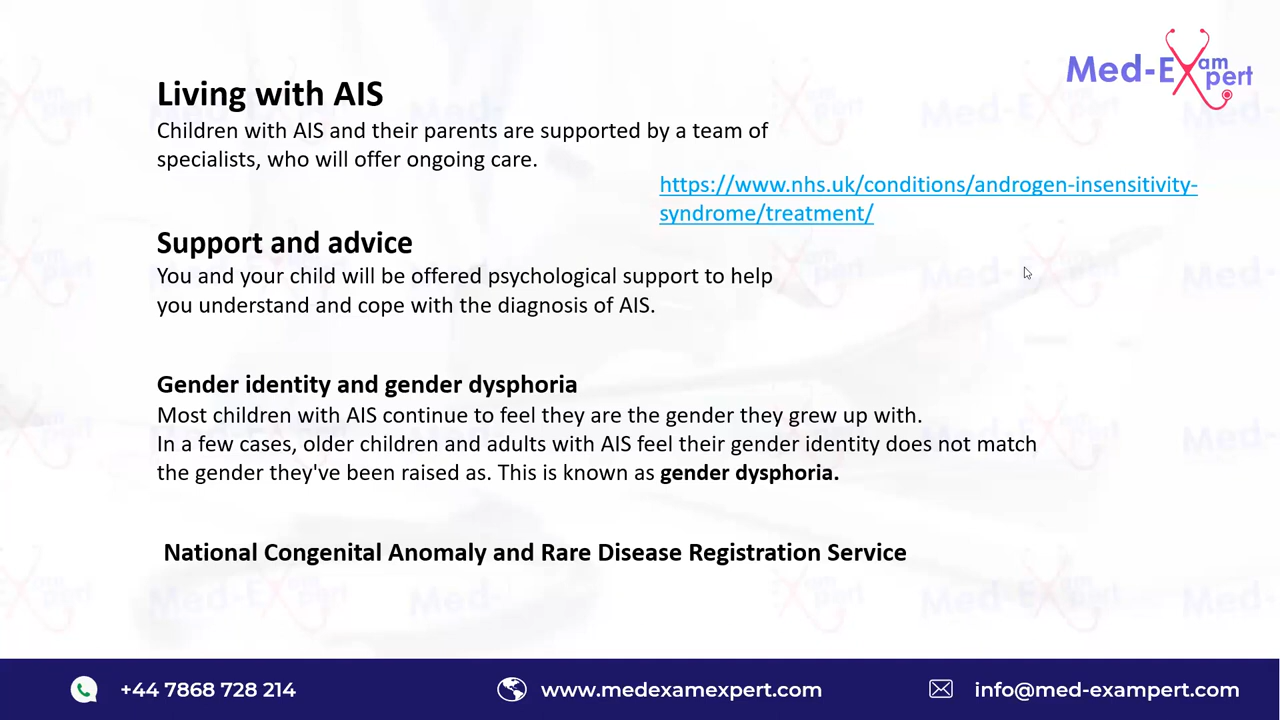 Med-Exam
Xpert
Living with AIS
Children with AIS and their parents are supported by a team of
specialists, who will offer ongoing care.
https://www.nhs.uk/conditions/androgen-insensitivity-
syndrome/treatment/
Support and advice
You and your child will be offered psychological support to help
you understand and cope with the diagnosis of AIS.
Gender identity and gender dysphoria
Most children with AIS continue to feel they are the gender they grew up with.
In a few cases, older children and adults with AIS feel their gender identity does not match
the gender they've been raised as. This is known as gender dysphoria.
National Congenital Anomaly and Rare Disease Registration Service
+44 7868 728 214
www.medexamexpert.com
info@med-exampert.com